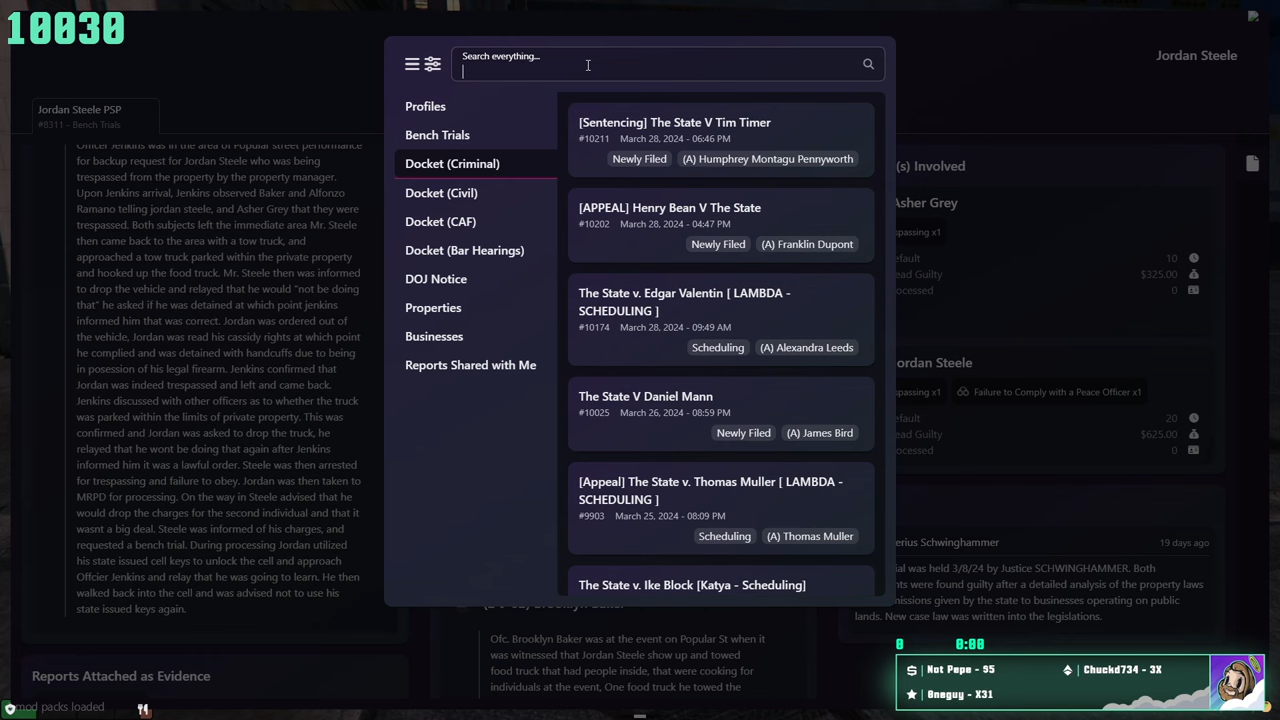 10030
Search everything...
Jordan Steele
Jordan Steele PSP
#8311 - Bench Trials
Officer Jenkins was in the area of Popular street performance
for backup request for Jordan Steele who was being
trespassed from the property by the property manager.
Upon Jenkins arrival, Jenkins observed Baker and Alfonzo
Ramano telling jordan steele, and Asher Grey that they were
trespassed. Both subjects left the immediate area Mr. Steele
then came back to the area with a tow truck, and
approached a tow truck parked within the private property
and hooked up the food truck. Mr. Steele then was informed
to drop the vehicle and relayed that he would "not be doing
that" he asked if he was detained at which point jenkins
informed him that was correct. Jordan was ordered out of
the vehicle, Jordan was read his cassidy rights at which point
he complied and was detained with handcuffs due to being
in posession of his legal firearm. Jenkins confirmed that
Jordan was indeed trespassed and left and came back.
Jenkins discussed with other officers as to whether the truck
was parked within the limits of private property. This was
confirmed and Jordan was asked to drop the truck, he
relayed that he wont be doing that again after Jenkins
informed him it was a lawful order. Steele was then arrested
for trespassing and failure to obey. Jordan was then taken to
MRPD for processing. On the way in Steele advised that he
would drop the charges for the second individual and that it
wasnt a big deal. Steele was informed of his charges, and
requested a bench trial. During processing Jordan utilized
his state issued cell keys to unlock the cell and approach
Offcier Jenkins and relay that he was going to learn. He then
walked back into the cell and was advised not to use his
state issued keys again.
Reports Attached as Evidence
mod packs loaded
Profiles
Bench Trials
Docket (Criminal)
Docket (Civil)
Docket (CAF)
Docket (Bar Hearings)
DOJ Notice
Properties
Businesses
Reports Shared with Me
[Sentencing] The State V Tim Timer
#10211 March 28, 2024 - 06:46 PM
Newly Filed (A) Humphrey Montagu Pennyworth
[APPEAL] Henry Bean V The State
#10202 March 28, 2024 - 04:47 PM
Newly Filed (A) Franklin Dupont
The State v. Edgar Valentin [ LAMBDA -
SCHEDULING ]
#10174 March 28, 2024 - 09:49 AM
Scheduling (A) Alexandra Leeds
The State V Daniel Mann
#10025 March 26, 2024 - 08:59 PM
Newly Filed (A) James Bird
[Appeal] The State v. Thomas Muller [ LAMBDA -
SCHEDULING ]
#9903 March 25, 2024 - 08:09 PM
Scheduling (A) Thomas Muller
The State v. Ike Block [Katya - Scheduling]
Brooklyn Baker
Ofc. Brooklyn Baker was at the event on Popular St when it
was witnessed that Jordan Steele show up and towed
food truck that had people inside, that were cooking for
individuals at the event, One food truck he towed the
(s) Involved
Asher Grey
spassing x1
efault 10
ead Guilty $325.00
ocessed 0
ordan Steele
spassing x1 Failure to Comply with a Peace Officer x1
efault 20
ead Guilty $625.00
ocessed 0
erius Schwinghammer 19 days ago
ial was held 3/8/24 by Justice SCHWINGHAMMER. Both
nts were found guilty after a detailed analysis of the property laws
missions given by the state to businesses operating on public
lands. New case law was written into the legislations.
0 0:00
| Not Pepe - 95 | Chuckd734 - 3X
| Onøguy - X31